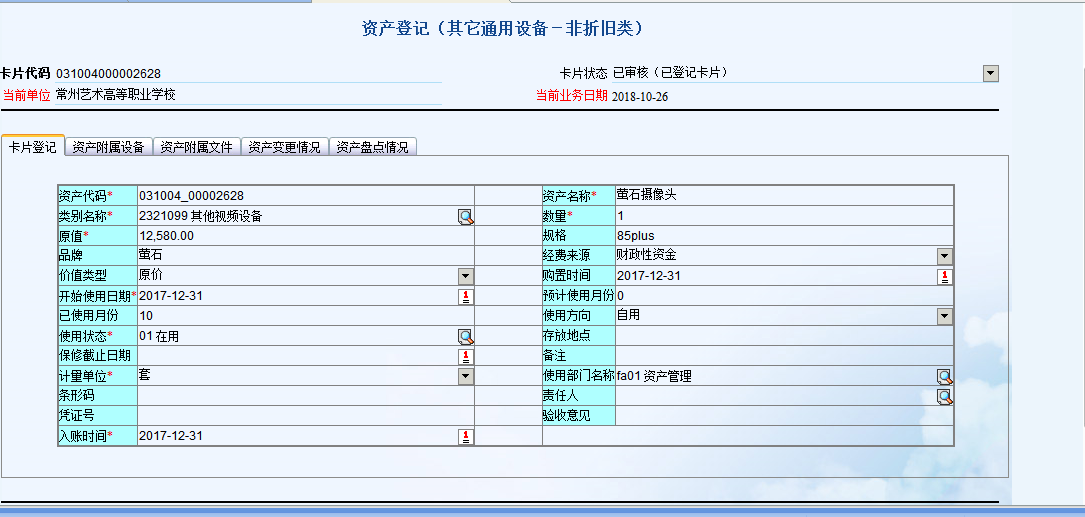 资产登记（其它通用设备－非折旧类）
卡片代码 031004000002628 卡片状态 已审核（已登记卡片）
当前单位 常州艺术高等职业学校 当前业务日期 2018-10-26
卡片登记 资产附属设备 资产附属文件 资产变更情况 资产盘点情况
资产代码* 031004_00002628 资产名称* 萤石摄像头
类别名称* 2321099 其他视频设备 数量* 1
原值* 12,580.00 规格 85plus
品牌 萤石 经费来源 财政性资金
价值类型 原价 购置时间 2017-12-31
开始使用日期* 2017-12-31 预计使用月份 0
已使用月份 10 使用方向 自用
使用状态* 01 在用 存放地点
保修截止日期 备注
计量单位* 套 使用部门名称 fa01 资产管理
条形码 责任人
凭证号 验收意见
入账时间* 2017-12-31